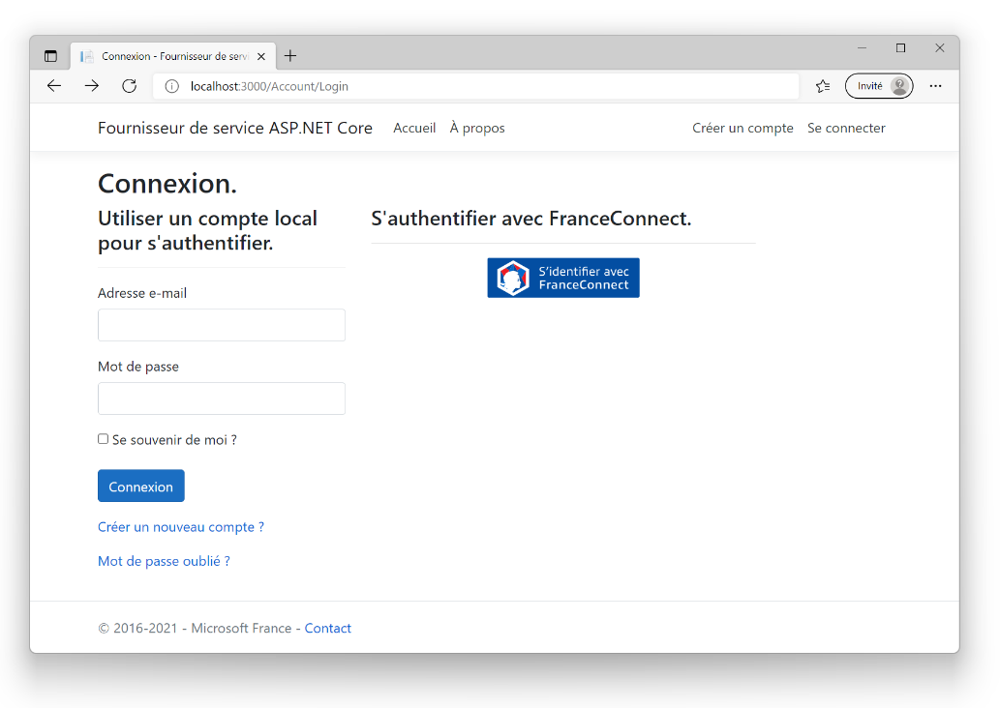 Connexion - Fournisseur de servi
localhost:3000/Account/Login
Invité
Fournisseur de service ASP.NET Core
Accueil
À propos
Créer un compte
Se connecter
Connexion.
Utiliser un compte local
pour s'authentifier.
Adresse e-mail
Mot de passe
Se souvenir de moi ?
Connexion
Créer un nouveau compte ?
Mot de passe oublié ?
S'authentifier avec FranceConnect.
S'identifier avec
FranceConnect
© 2016-2021 - Microsoft France - Contact